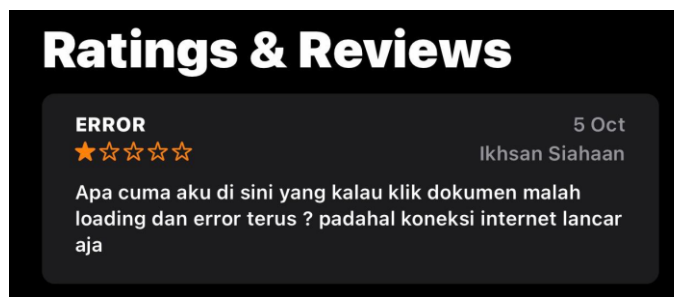 Ratings & Reviews
ERROR
5 Oct
Ikhsan Siahaan
Apa cuma aku di sini yang kalau klik dokumen malah
loading dan error terus ? padahal koneksi internet lancar
aja